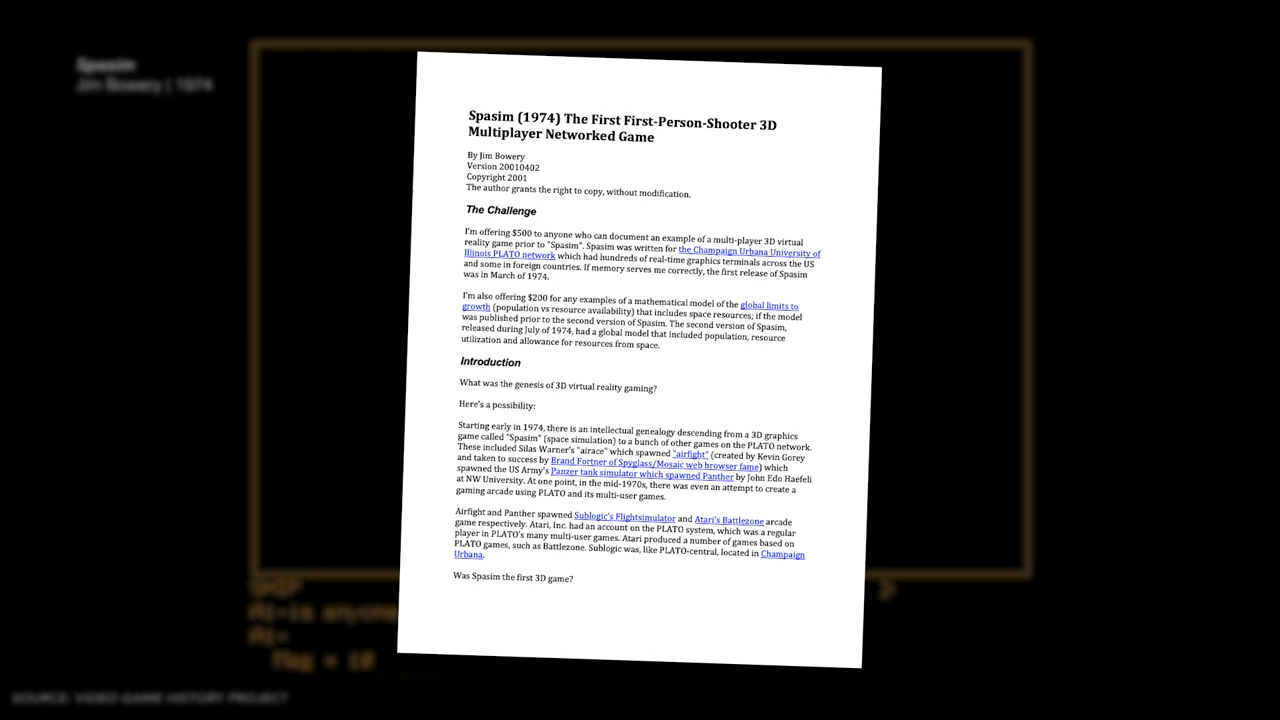 Spasim
Jim Bowery | 1974
Spasim (1974) The First First-Person-Shooter 3D
Multiplayer Networked Game
By Jim Bowery
Version 20010402
Copyright 2001
The author grants the right to copy, without modification.
The Challenge
I'm offering $500 to anyone who can document an example of a multi-player 3D virtual
reality game prior to "Spasim". Spasim was written for the Champaign Urbana University of
Illinois PLATO network which had hundreds of real-time graphics terminals across the US
and some in foreign countries. If memory serves me correctly, the first release of Spasim
was in March of 1974.
I'm also offering $200 for any examples of a mathematical model of the global limits to
growth (population vs resource availability) that includes space resources; if the model
was published prior to the second version of Spasim. The second version of Spasim,
released during July of 1974, had a global model that included population, resource
utilization and allowance for resources from space.
Introduction
What was the genesis of 3D virtual reality gaming?
Here's a possibility:
Starting early in 1974, there is an intellectual genealogy descending from a 3D graphics
game called "Spasim" (space simulation) to a bunch of other games on the PLATO network.
These included Silas Warner's "airace" which spawned "airfight" (created by Kevin Gorey
and taken to success by Brand Fortner of Spyglass/Mosaic web browser fame) which
spawned the US Army's Panzer tank simulator which spawned Panther by John Edo Haefeli
at NW University. At one point, in the mid-1970s, there was even an attempt to create a
gaming arcade using PLATO and its multi-user games.
Airfight and Panther spawned Sublogic's Flightsimulator and Atari's Battlezone arcade
game respectively. Atari, Inc. had an account on the PLATO system, which was a regular
player in PLATO's many multi-user games. Atari produced a number of games based on
PLATO games, such as Battlezone. Sublogic was, like PLATO-central, located in Champaign
Urbana.
Was Spasim the first 3D game?
is anyone
Mag = 10
SOURCE: VIDEO GAME HISTORY PROJECT